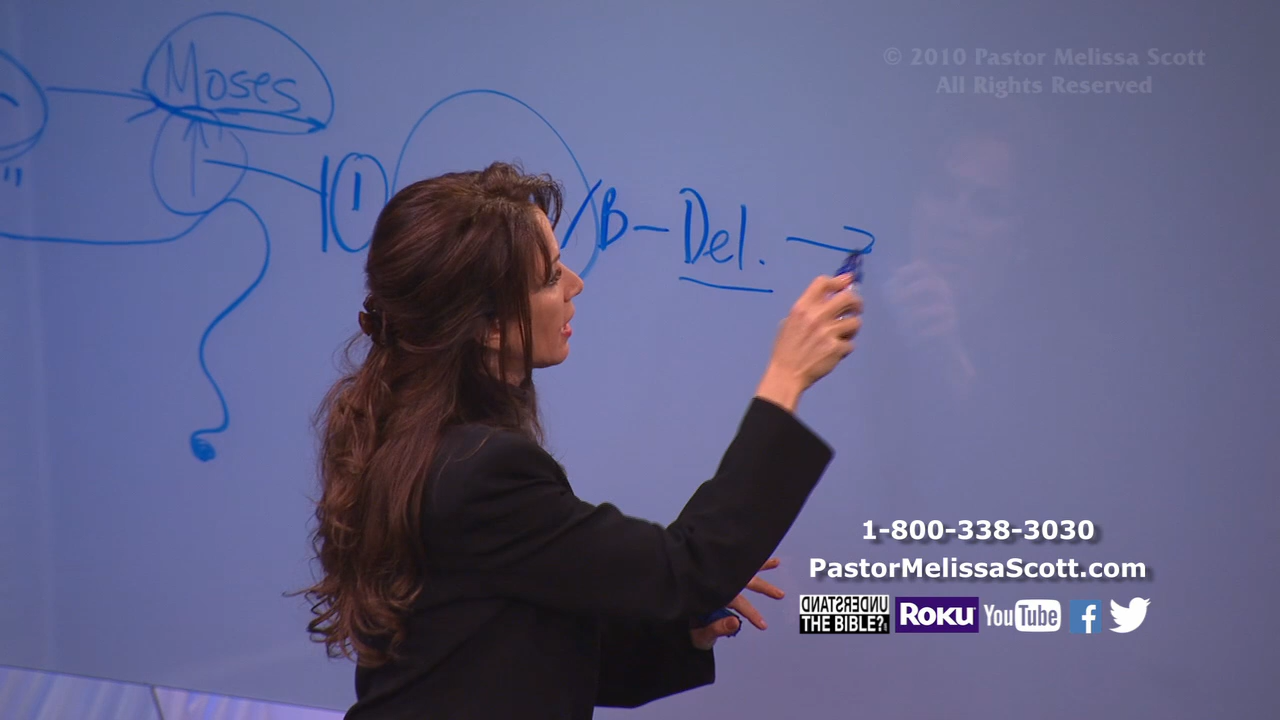 © 2010 Pastor Melissa Scott
All Rights Reserved
Moses
B - Del. →
1-800-338-3030
PastorMelissaScott.com
UNDERSTAND
THE BIBLE?
ROKU
YouTube
f